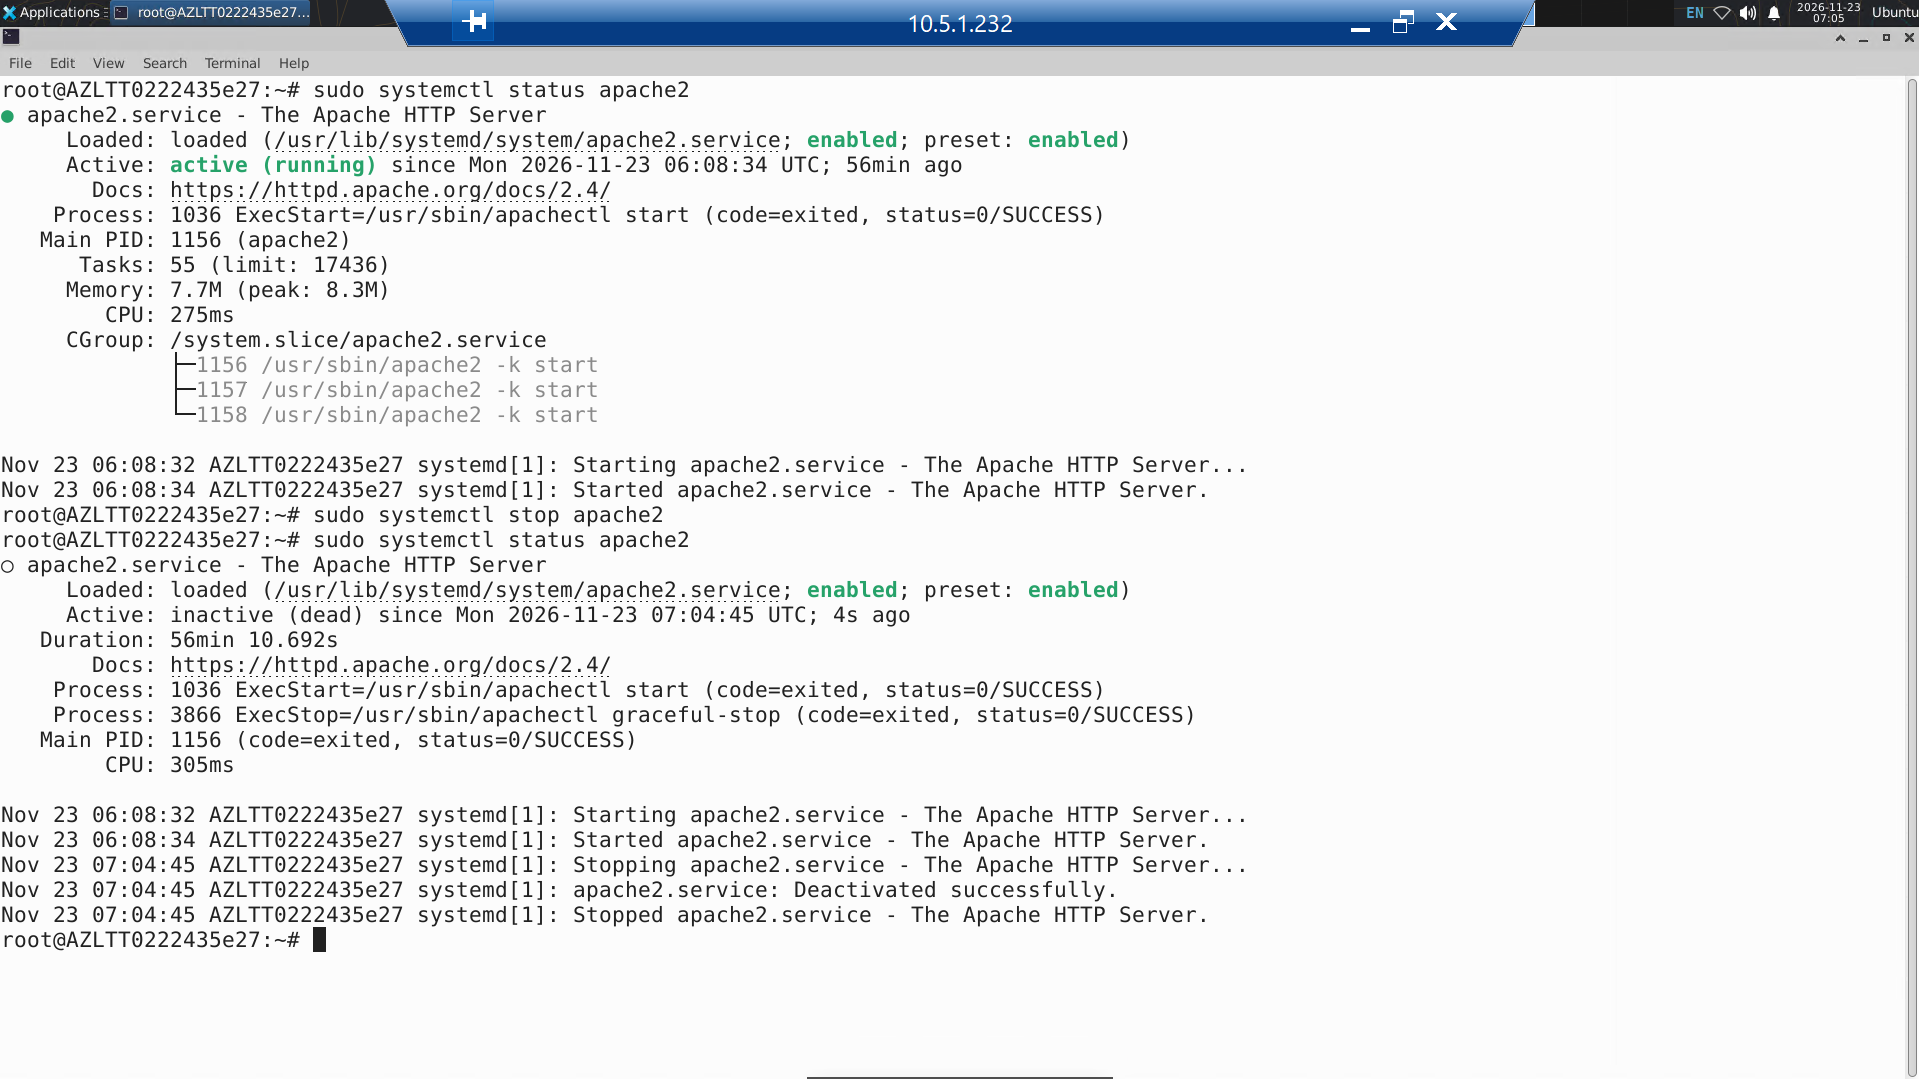 Applications
root@AZLTT0222435e27:...
10.5.1.232
EN
2026-11-23
07:05
Ubuntu
File Edit View Search Terminal Help
root@AZLTT0222435e27:~# sudo systemctl status apache2
● apache2.service - The Apache HTTP Server
     Loaded: loaded (/usr/lib/systemd/system/apache2.service; enabled; preset: enabled)
     Active: active (running) since Mon 2026-11-23 06:08:34 UTC; 56min ago
       Docs: https://httpd.apache.org/docs/2.4/
    Process: 1036 ExecStart=/usr/sbin/apachectl start (code=exited, status=0/SUCCESS)
   Main PID: 1156 (apache2)
      Tasks: 55 (limit: 17436)
     Memory: 7.7M (peak: 8.3M)
        CPU: 275ms
     CGroup: /system.slice/apache2.service
             ├─1156 /usr/sbin/apache2 -k start
             ├─1157 /usr/sbin/apache2 -k start
             └─1158 /usr/sbin/apache2 -k start
Nov 23 06:08:32 AZLTT0222435e27 systemd[1]: Starting apache2.service - The Apache HTTP Server...
Nov 23 06:08:34 AZLTT0222435e27 systemd[1]: Started apache2.service - The Apache HTTP Server.
root@AZLTT0222435e27:~# sudo systemctl stop apache2
root@AZLTT0222435e27:~# sudo systemctl status apache2
○ apache2.service - The Apache HTTP Server
     Loaded: loaded (/usr/lib/systemd/system/apache2.service; enabled; preset: enabled)
     Active: inactive (dead) since Mon 2026-11-23 07:04:45 UTC; 4s ago
   Duration: 56min 10.692s
       Docs: https://httpd.apache.org/docs/2.4/
    Process: 1036 ExecStart=/usr/sbin/apachectl start (code=exited, status=0/SUCCESS)
    Process: 3866 ExecStop=/usr/sbin/apachectl graceful-stop (code=exited, status=0/SUCCESS)
   Main PID: 1156 (code=exited, status=0/SUCCESS)
        CPU: 305ms
Nov 23 06:08:32 AZLTT0222435e27 systemd[1]: Starting apache2.service - The Apache HTTP Server...
Nov 23 06:08:34 AZLTT0222435e27 systemd[1]: Started apache2.service - The Apache HTTP Server.
Nov 23 07:04:45 AZLTT0222435e27 systemd[1]: Stopping apache2.service - The Apache HTTP Server...
Nov 23 07:04:45 AZLTT0222435e27 systemd[1]: apache2.service: Deactivated successfully.
Nov 23 07:04:45 AZLTT0222435e27 systemd[1]: Stopped apache2.service - The Apache HTTP Server.
root@AZLTT0222435e27:~#